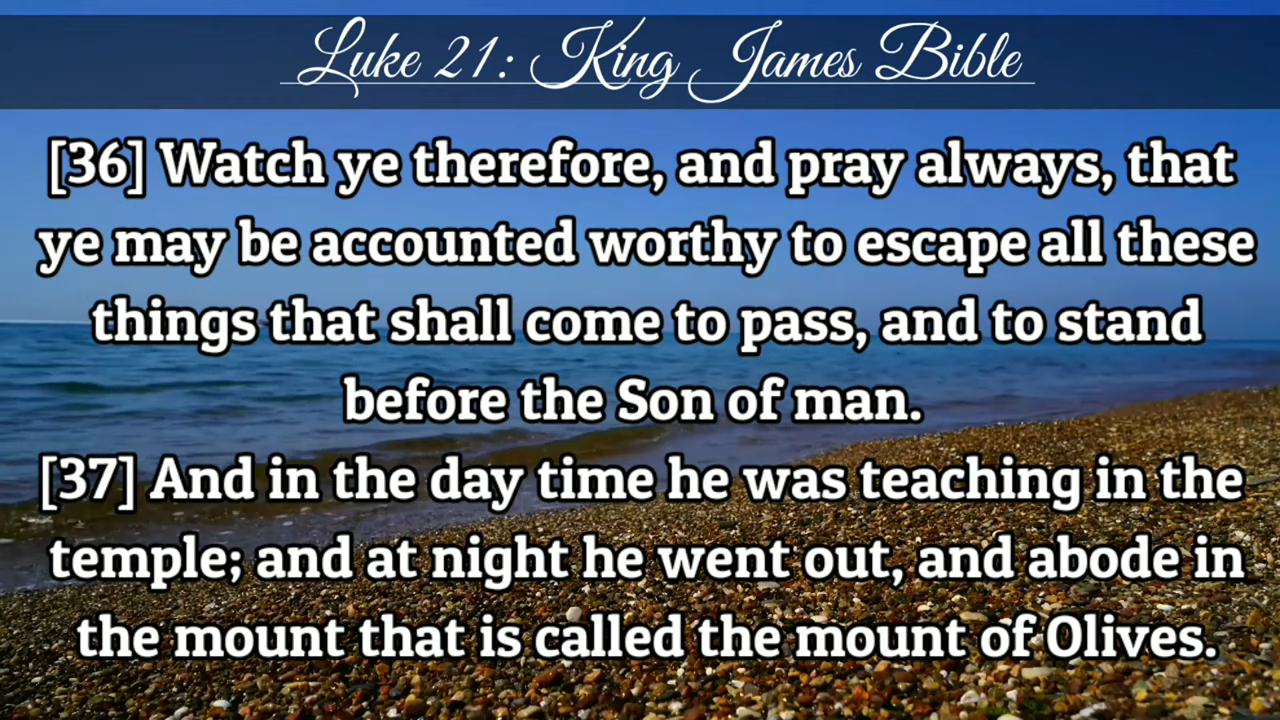 Luke 21: King James Bible
[36] Watch ye therefore, and pray always, that
ye may be accounted worthy to escape all these
things that shall come to pass, and to stand
before the Son of man.
[37] And in the day time he was teaching in the
temple; and at night he went out, and abode in
the mount that is called the mount of Olives.